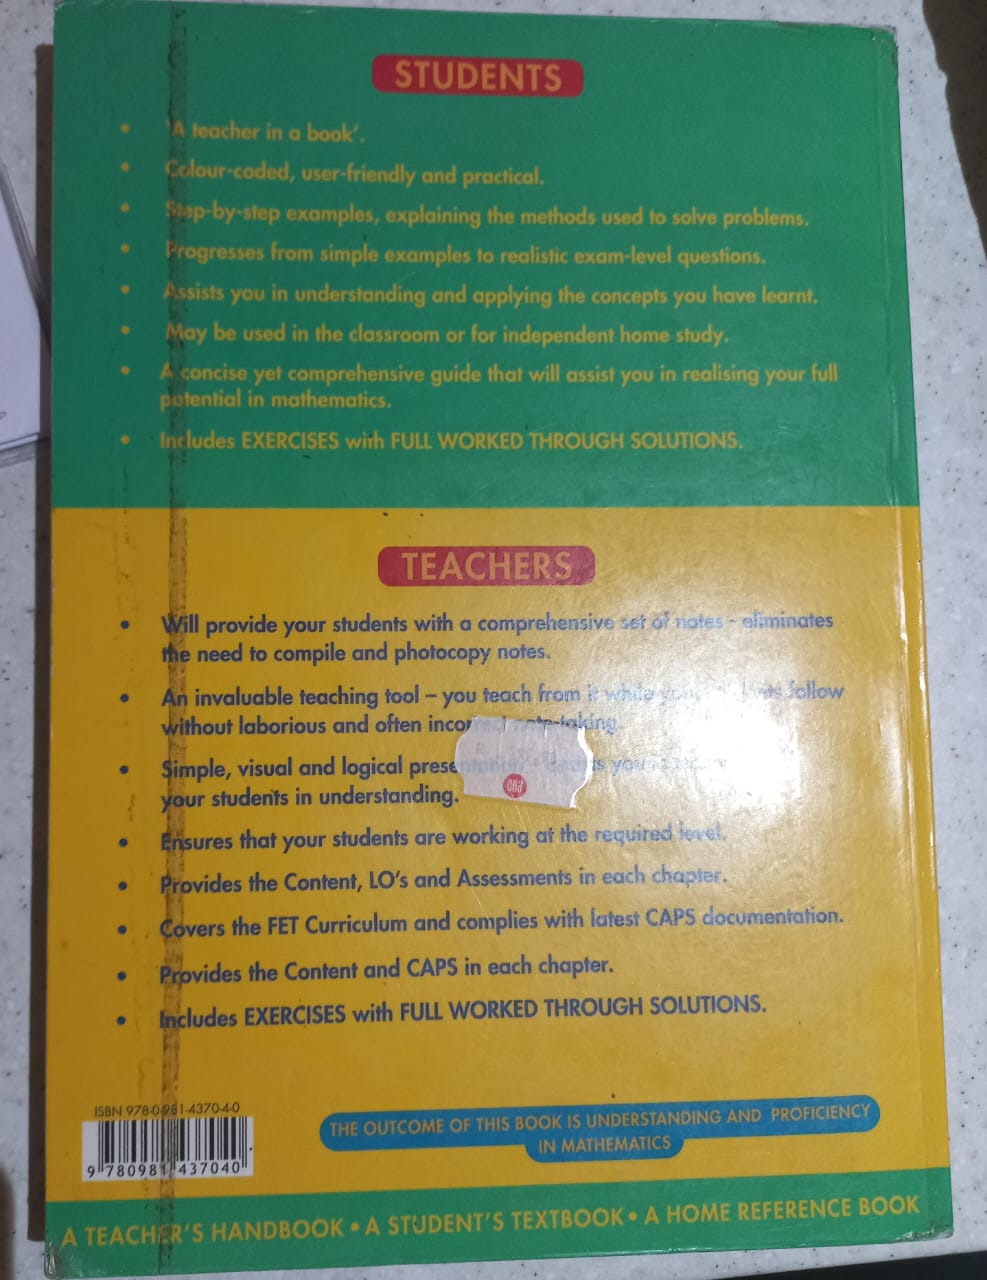 STUDENTS
• 'A teacher in a book'.
• Colour-coded, user-friendly and practical.
• Step-by-step examples, explaining the methods used to solve problems.
• Progresses from simple examples to realistic exam-level questions.
• Assists you in understanding and applying the concepts you have learnt.
• May be used in the classroom or for independent home study.
• A concise yet comprehensive guide that will assist you in realising your full
potential in mathematics.
• Includes EXERCISES with FULL WORKED THROUGH SOLUTIONS.
TEACHERS
• Will provide your students with a comprehensive set of notes - eliminates
the need to compile and photocopy notes.
• An invaluable teaching tool – you teach from it while your students follow
without laborious and often incorrect note-taking.
• Simple, visual and logical presentation - you
your students in understanding.
• Ensures that your students are working at the required level.
• Provides the Content, LO's and Assessments in each chapter.
• Covers the FET Curriculum and complies with latest CAPS documentation.
• Provides the Content and CAPS in each chapter.
• Includes EXERCISES with FULL WORKED THROUGH SOLUTIONS.
ISBN 978-0-981-4370-4-0
9 780981 437040
THE OUTCOME OF THIS BOOK IS UNDERSTANDING AND PROFICIENCY
IN MATHEMATICS
A TEACHER'S HANDBOOK • A STUDENT'S TEXTBOOK • A HOME REFERENCE BOOK